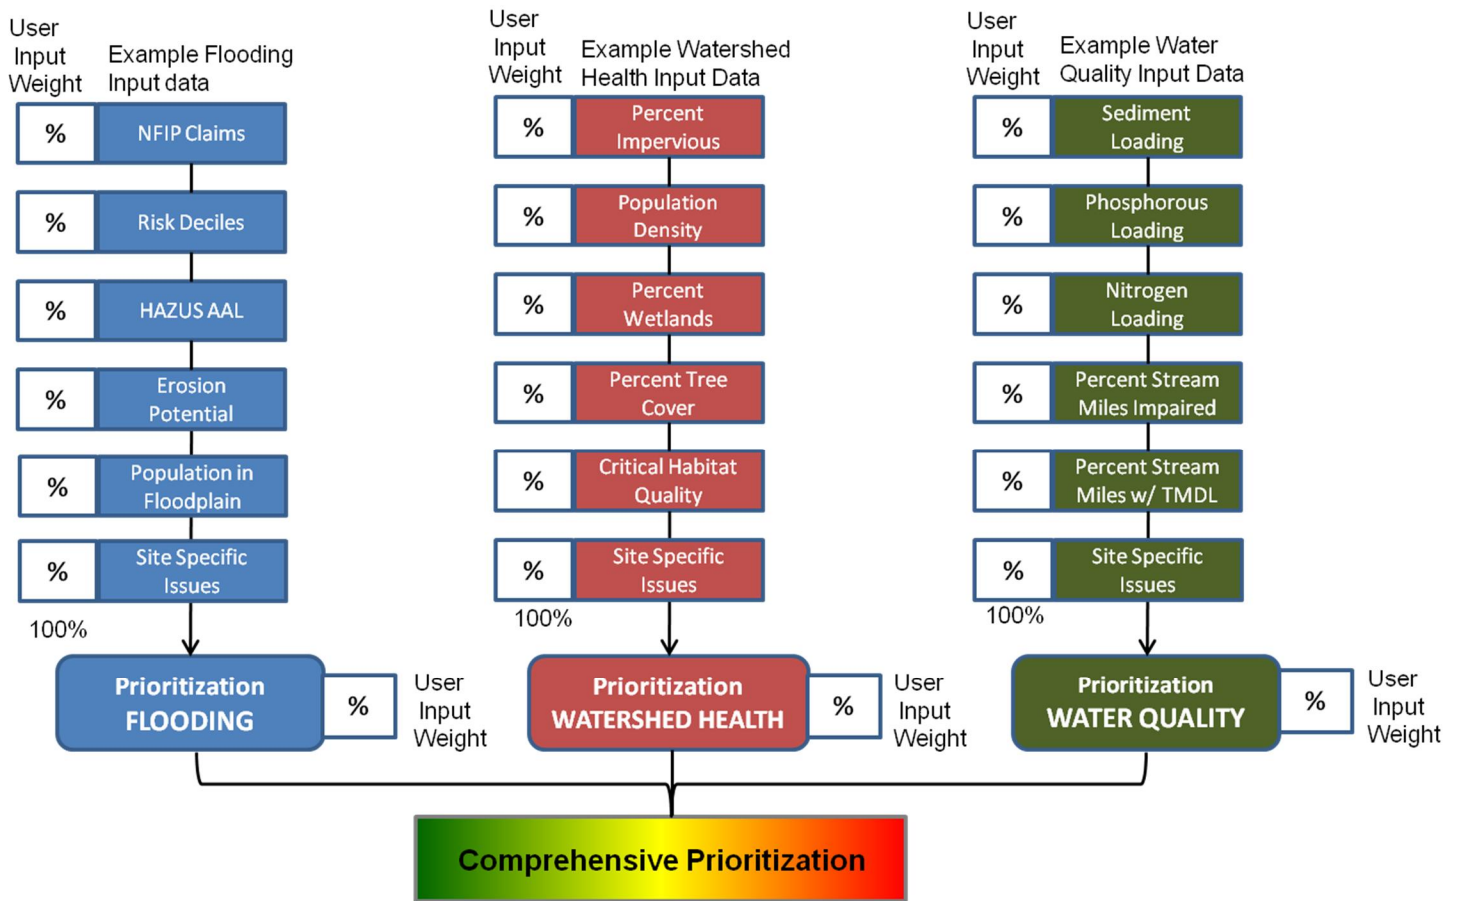 User
Input
Weight
Example Flooding
Input data
%
NFIP Claims
%
Risk Deciles
%
HAZUS AAL
%
Erosion
Potential
%
Population in
Floodplain
%
Site Specific
Issues
100%
Prioritization
FLOODING
%
User
Input
Weight
User
Input
Weight
Example Watershed
Health Input Data
%
Percent
Impervious
%
Population
Density
%
Percent
Wetlands
%
Percent Tree
Cover
%
Critical Habitat
Quality
%
Site Specific
Issues
100%
Prioritization
WATERSHED HEALTH
%
User
Input
Weight
User
Input
Weight
Example Water
Quality Input Data
%
Sediment
Loading
%
Phosphorous
Loading
%
Nitrogen
Loading
%
Percent Stream
Miles Impaired
%
Percent Stream
Miles w/ TMDL
%
Site Specific
Issues
100%
Prioritization
WATER QUALITY
%
User
Input
Weight
Comprehensive Prioritization